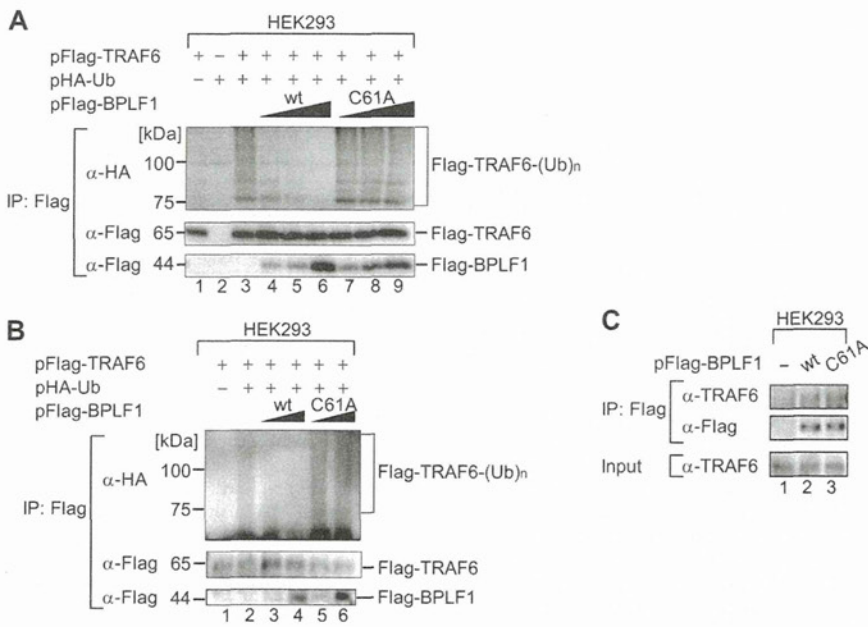 A
HEK293
pFlag-TRAF6 + − + + + + + + +
pHA-Ub − + + + + + + + +
pFlag-BPLF1 wt C61A
[kDa]
100
75
IP: Flag
α-HA
Flag-TRAF6-(Ub)n
α-Flag 65 Flag-TRAF6
α-Flag 44 Flag-BPLF1
1 2 3 4 5 6 7 8 9
B
HEK293
pFlag-TRAF6 + + + + + +
pHA-Ub − + + + + +
pFlag-BPLF1 wt C61A
[kDa]
100
75
IP: Flag
α-HA
Flag-TRAF6-(Ub)n
α-Flag 65 Flag-TRAF6
α-Flag 44 Flag-BPLF1
1 2 3 4 5 6
C
HEK293
pFlag-BPLF1 − wt C61A
IP: Flag
α-TRAF6
α-Flag
Input α-TRAF6
1 2 3